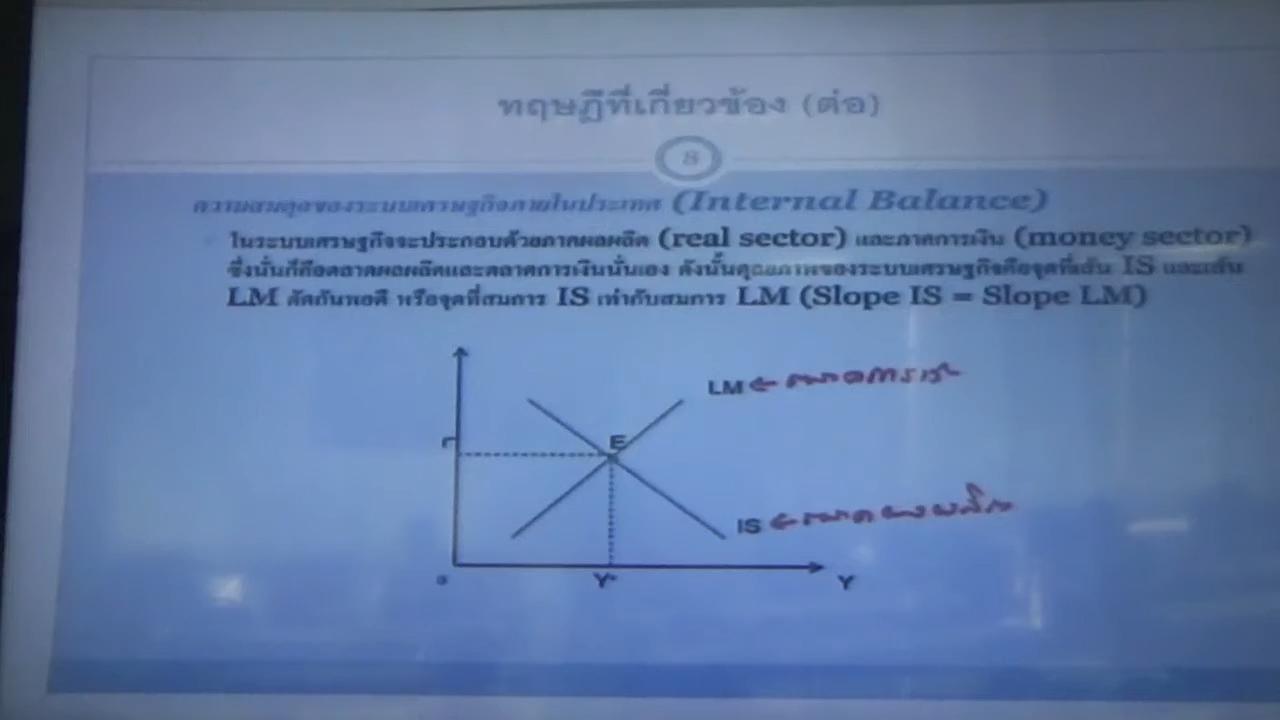 ทฤษฎีที่เกี่ยวข้อง (ต่อ)
8
ความสมดุลของระบบเศรษฐกิจภายในประเทศ (Internal Balance)
ในระบบเศรษฐกิจจะประกอบด้วยภาคผลผลิต (real sector) และภาคการเงิน (money sector)
ซึ่งนั่นก็คือตลาดผลผลิตและตลาดการเงินนั่นเอง ดังนั้นดุลยภาพของระบบเศรษฐกิจคือจุดที่เส้น IS และเส้น
LM ตัดกันพอดี หรือจุดที่สมการ IS เท่ากับสมการ LM (Slope IS = Slope LM)
LM
E
r
IS
0
Y*
Y